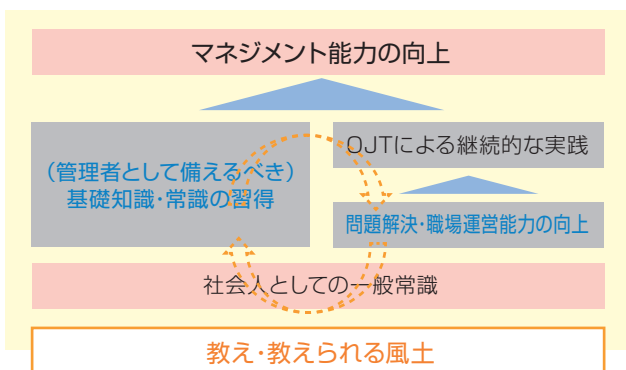 マネジメント能力の向上
(管理者として備えるべき)
基礎知識・常識の習得
OJTによる継続的な実践
問題解決・職場運営能力の向上
社会人としての一般常識
教え・教えられる風土